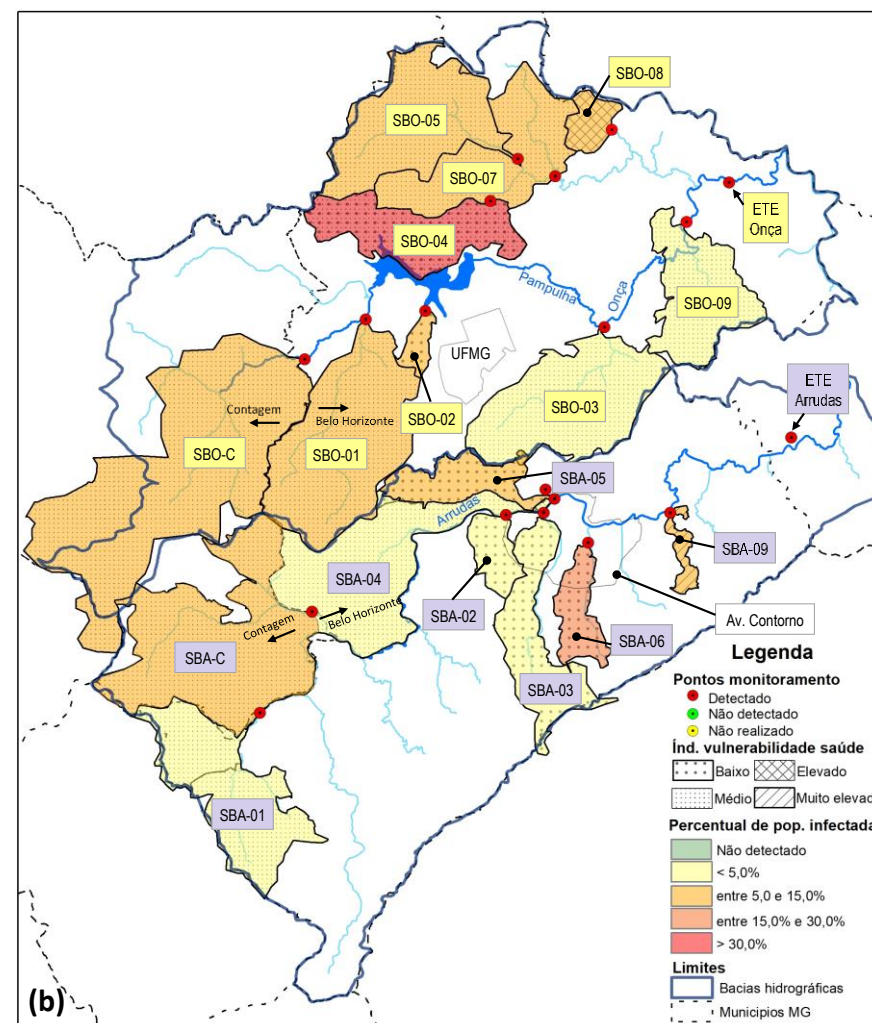 SBO-08
SBO-05
SBO-07
ETE
Onça
SBO-04
Pampulha
Onça
SBO-09
UFMG
ETE
Arrudas
Contagem
Belo Horizonte
SBO-02
SBO-03
SBO-C
SBO-01
SBA-05
Arrudas
SBA-09
SBA-04
Belo Horizonte
SBA-02
Contagem
Av. Contorno
SBA-C
SBA-06
SBA-03
SBA-01
Legenda
Pontos monitoramento
Detectado
Não detectado
Não realizado
Índ. vulnerabilidade saúde
Baixo
Elevado
Médio
Muito elevad
Percentual de pop. infectada
Não detectado
< 5,0%
entre 5,0 e 15,0%
entre 15,0% e 30,0%
> 30,0%
Limites
Bacias hidrográficas
Municipios MG
(b)